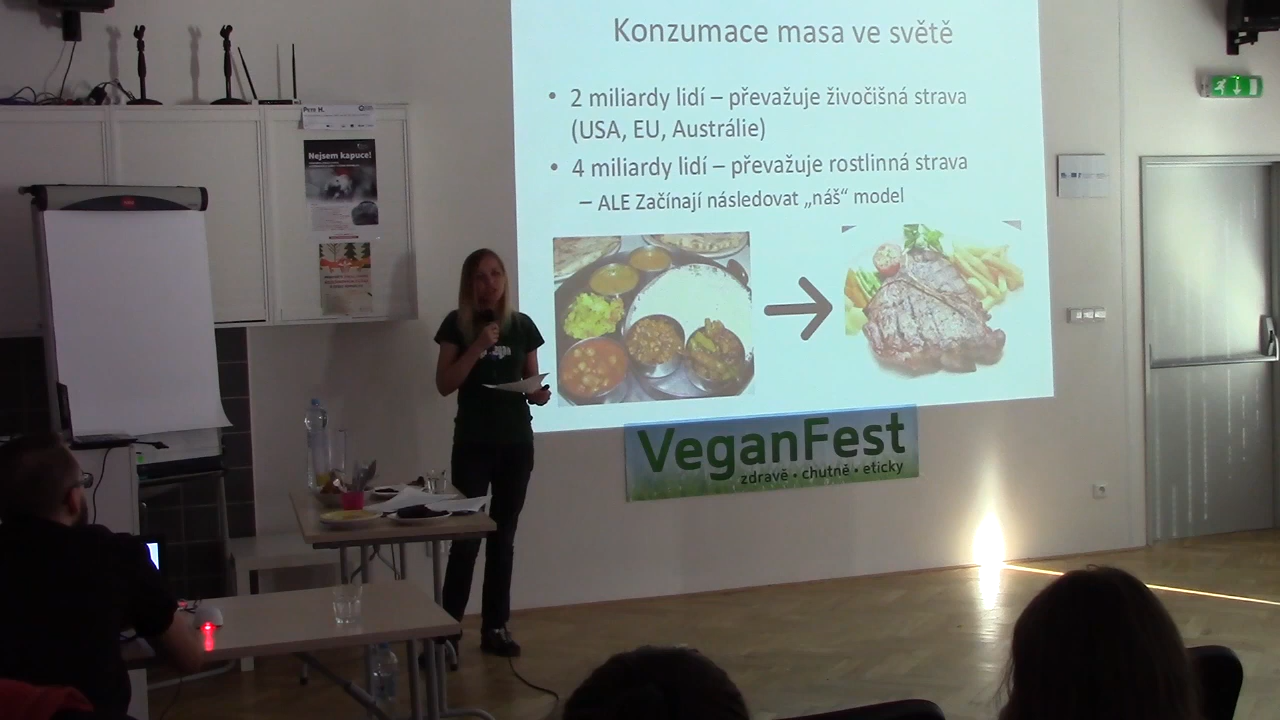 Konzumace masa ve světě
• 2 miliardy lidí – převažuje živočišná strava
(USA, EU, Austrálie)
• 4 miliardy lidí – převažuje rostlinná strava
– ALE Začínají následovat „náš“ model
VeganFest
zdravě • chutně • eticky
Petr H.
Nejsem kapuce!